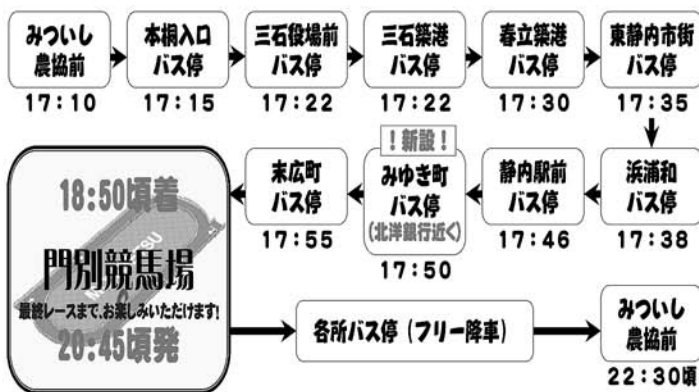 みついし
農協前
17:10
本桐入口
バス停
17:15
三石役場前
バス停
17:22
三石築港
バス停
17:22
春立築港
バス停
17:30
東静内市街
バス停
17:35
浜浦和
バス停
17:38
静内駅前
バス停
17:46
!新設!
みゆき町
バス停
(北洋銀行近く)
17:50
末広町
バス停
17:55
18:50頃着
門別競馬場
最終レースまで、お楽しみいただけます!
20:45頃発
各所バス停(フリー降車)
みついし
農協前
22:30頃